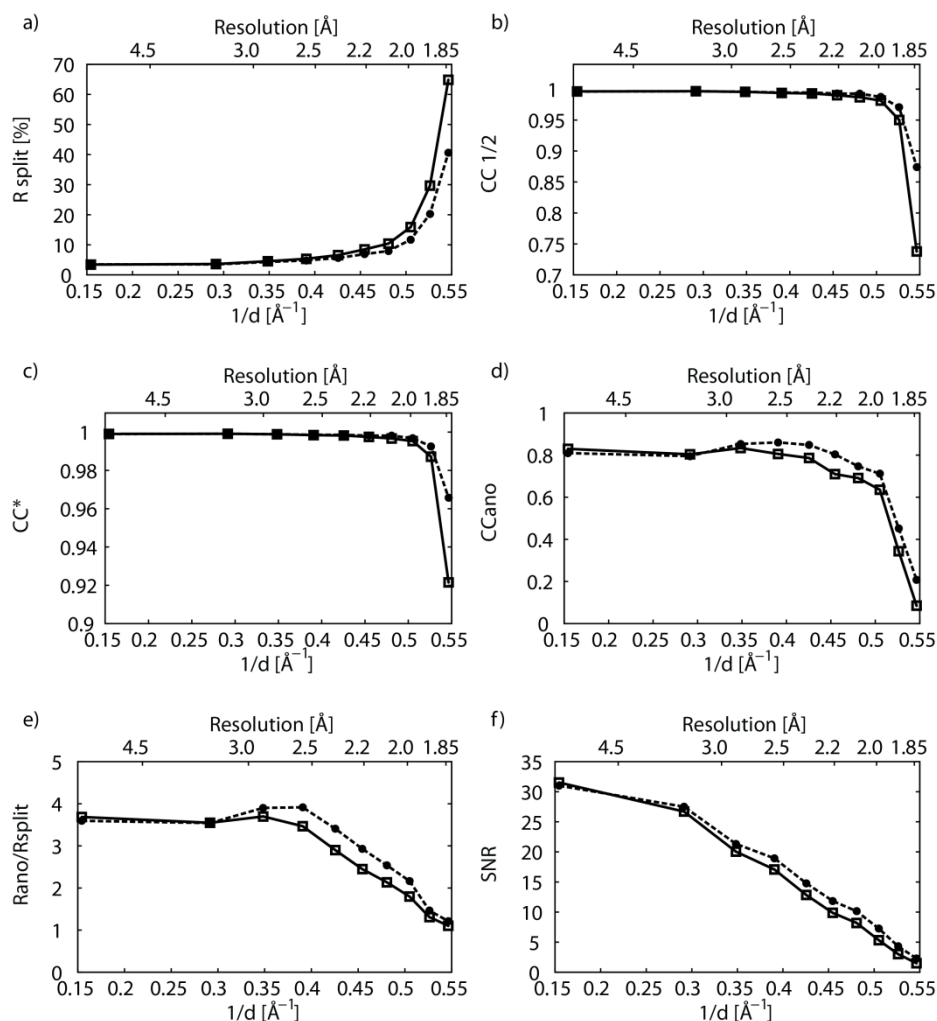 a)
Resolution [Å]
4.5 3.0 2.5 2.2 2.0 1.85
70
60
50
40
30
20
10
0
R split [%]
0.15 0.2 0.25 0.3 0.35 0.4 0.45 0.5 0.55
1/d [Å⁻¹]
b)
Resolution [Å]
4.5 3.0 2.5 2.2 2.0 1.85
1
0.95
0.9
0.85
0.8
0.75
0.7
CC 1/2
0.15 0.2 0.25 0.3 0.35 0.4 0.45 0.5 0.55
1/d [Å⁻¹]
c)
Resolution [Å]
4.5 3.0 2.5 2.2 2.0 1.85
1
0.98
0.96
0.94
0.92
0.9
CC*
0.15 0.2 0.25 0.3 0.35 0.4 0.45 0.5 0.55
1/d [Å⁻¹]
d)
Resolution [Å]
4.5 3.0 2.5 2.2 2.0 1.85
1
0.8
0.6
0.4
0.2
0
CCano
0.15 0.2 0.25 0.3 0.35 0.4 0.45 0.5 0.55
1/d [Å⁻¹]
e)
Resolution [Å]
4.5 3.0 2.5 2.2 2.0 1.85
5
4
3
2
1
0
Rano/Rsplit
0.15 0.2 0.25 0.3 0.35 0.4 0.45 0.5 0.55
1/d [Å⁻¹]
f)
Resolution [Å]
4.5 3.0 2.5 2.2 2.0 1.85
35
30
25
20
15
10
5
0
SNR
0.15 0.2 0.25 0.3 0.35 0.4 0.45 0.5 0.55
1/d [Å⁻¹]